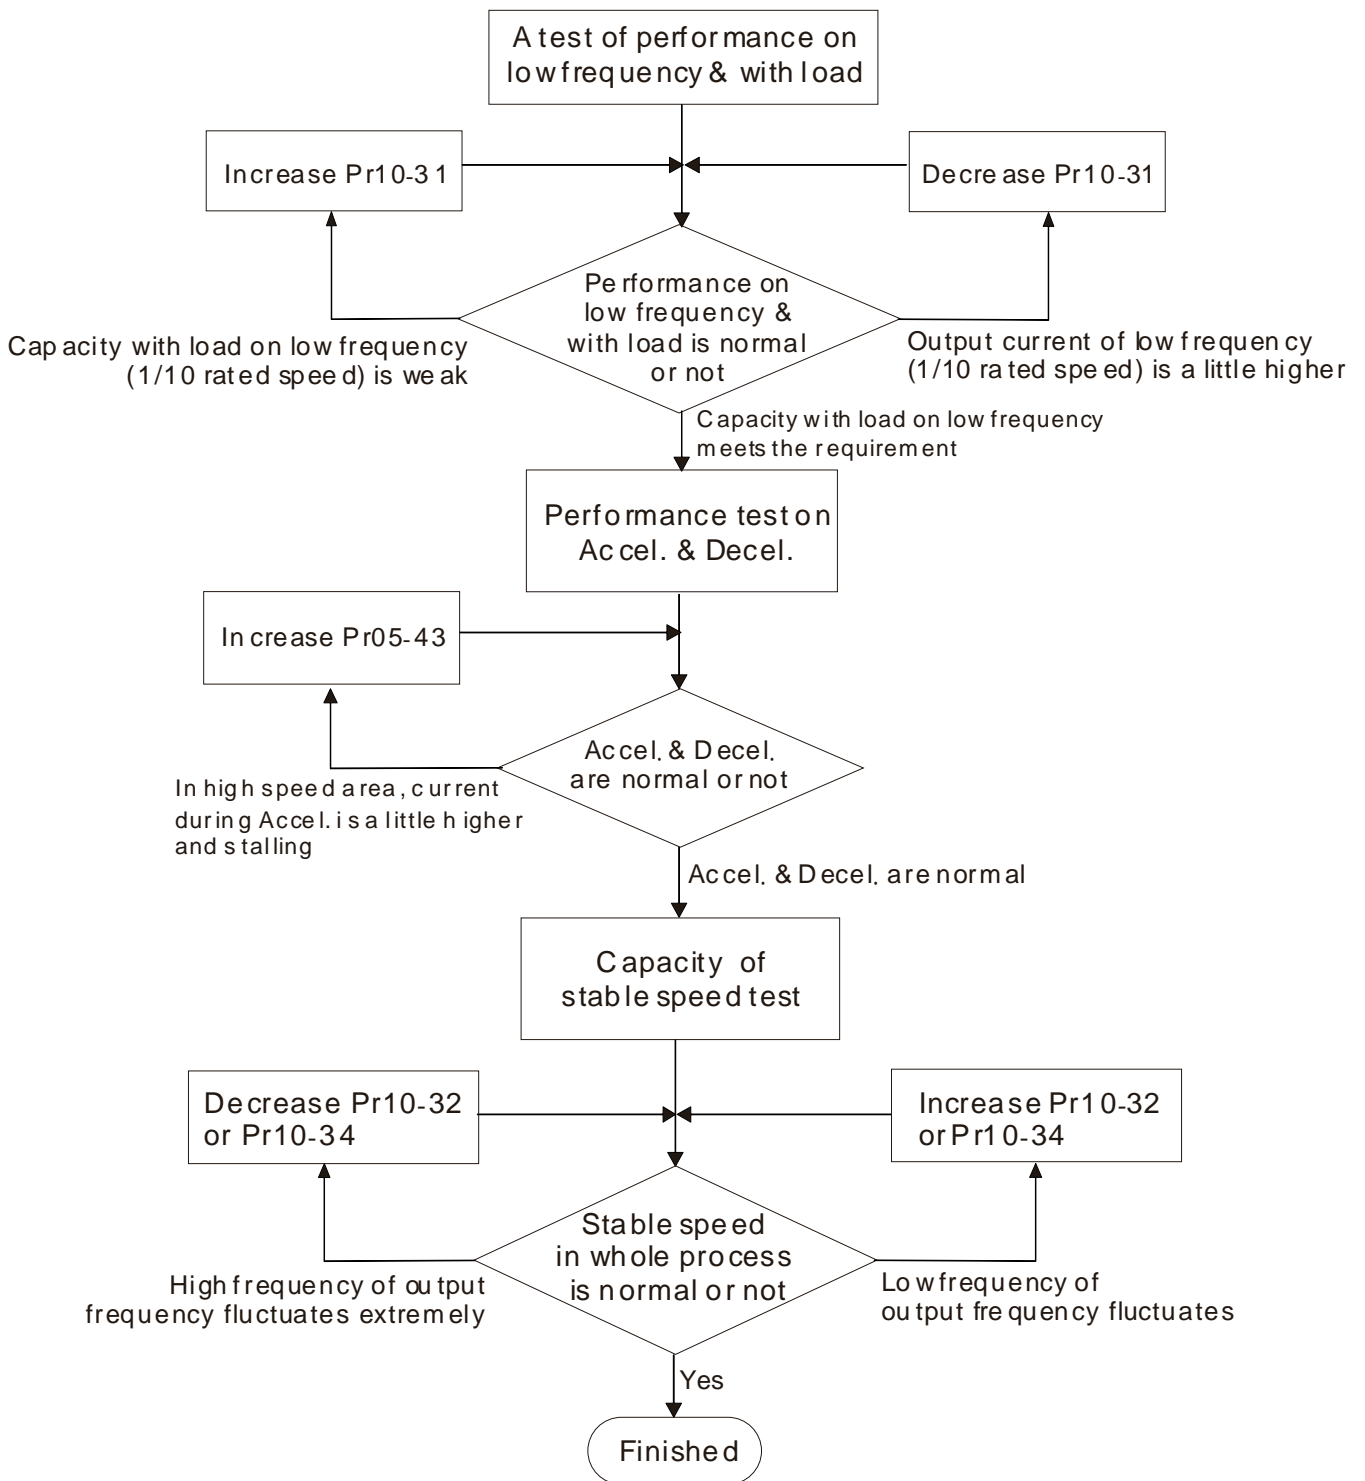 A test of performance on
low frequency & with load
Increase Pr10-31
Decrease Pr10-31
Performance on
low frequency &
with load is normal
or not
Capacity with load on low frequency
(1/10 rated speed) is weak
Output current of low frequency
(1/10 rated speed) is a little higher
Capacity with load on low frequency
meets the requirement
Performance test on
Accel. & Decel.
Increase Pr05-43
Accel. & Decel.
are normal or not
In high speed area, current
during Accel. is a little higher
and stalling
Accel. & Decel. are normal
Capacity of
stable speed test
Decrease Pr10-32
or Pr10-34
Increase Pr10-32
or Pr10-34
Stable speed
in whole process
is normal or not
High frequency of output
frequency fluctuates extremely
Low frequency of
output frequency fluctuates
Yes
Finished